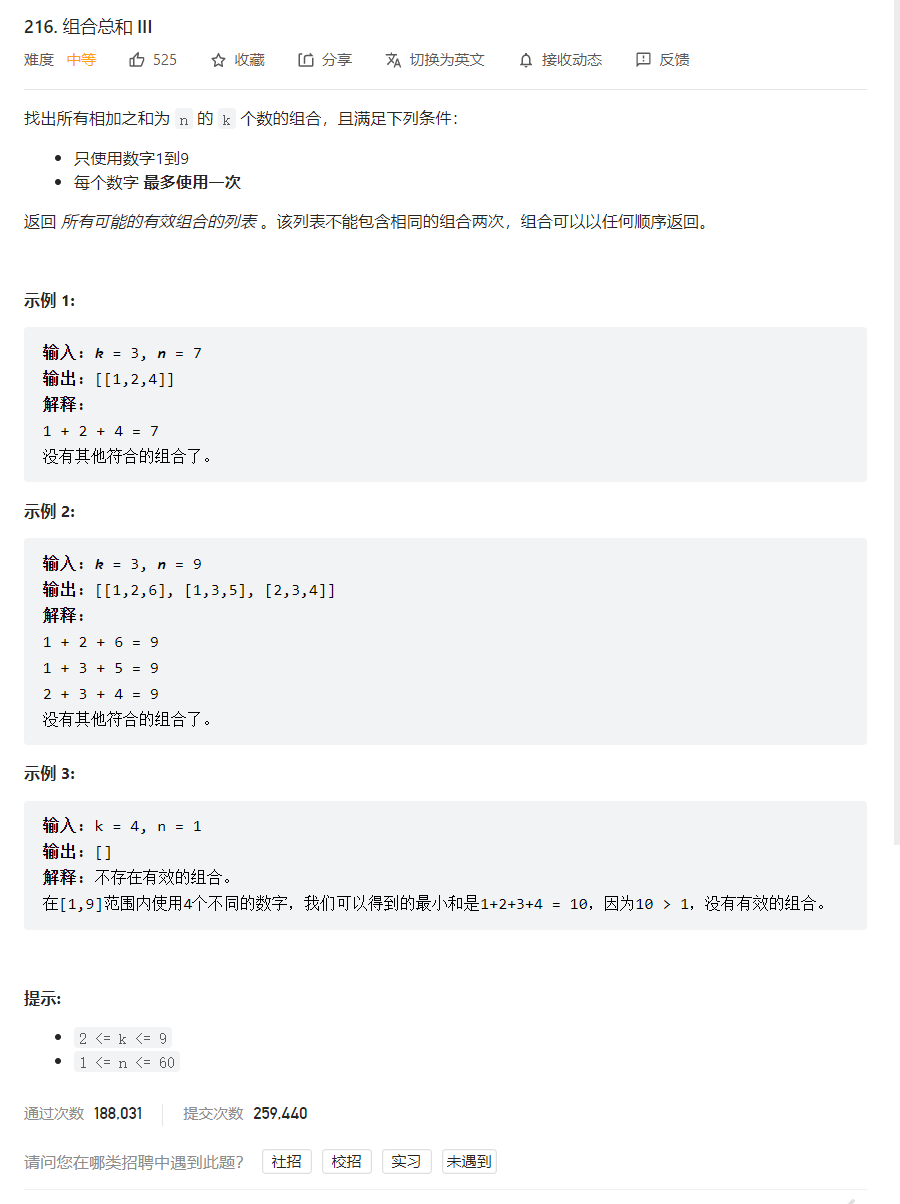 216. 组合总和 III
难度 中等 525 收藏 分享 切换为英文 接收动态 反馈
找出所有相加之和为 n 的 k 个数的组合，且满足下列条件：
只使用数字1到9
每个数字 最多使用一次
返回 所有可能的有效组合的列表 。该列表不能包含相同的组合两次，组合可以以任何顺序返回。
示例 1:
输入：k = 3, n = 7
输出：[[1,2,4]]
解释：
1 + 2 + 4 = 7
没有其他符合的组合了。
示例 2:
输入：k = 3, n = 9
输出：[[1,2,6], [1,3,5], [2,3,4]]
解释：
1 + 2 + 6 = 9
1 + 3 + 5 = 9
2 + 3 + 4 = 9
没有其他符合的组合了。
示例 3:
输入：k = 4, n = 1
输出：[]
解释：不存在有效的组合。
在[1,9]范围内使用4个不同的数字，我们可以得到的最小和是1+2+3+4 = 10，因为10 > 1，没有有效的组合。
提示:
2 <= k <= 9
1 <= n <= 60
通过次数 188,031 提交次数 259,440
请问您在哪类招聘中遇到此题？ 社招 校招 实习 未遇到